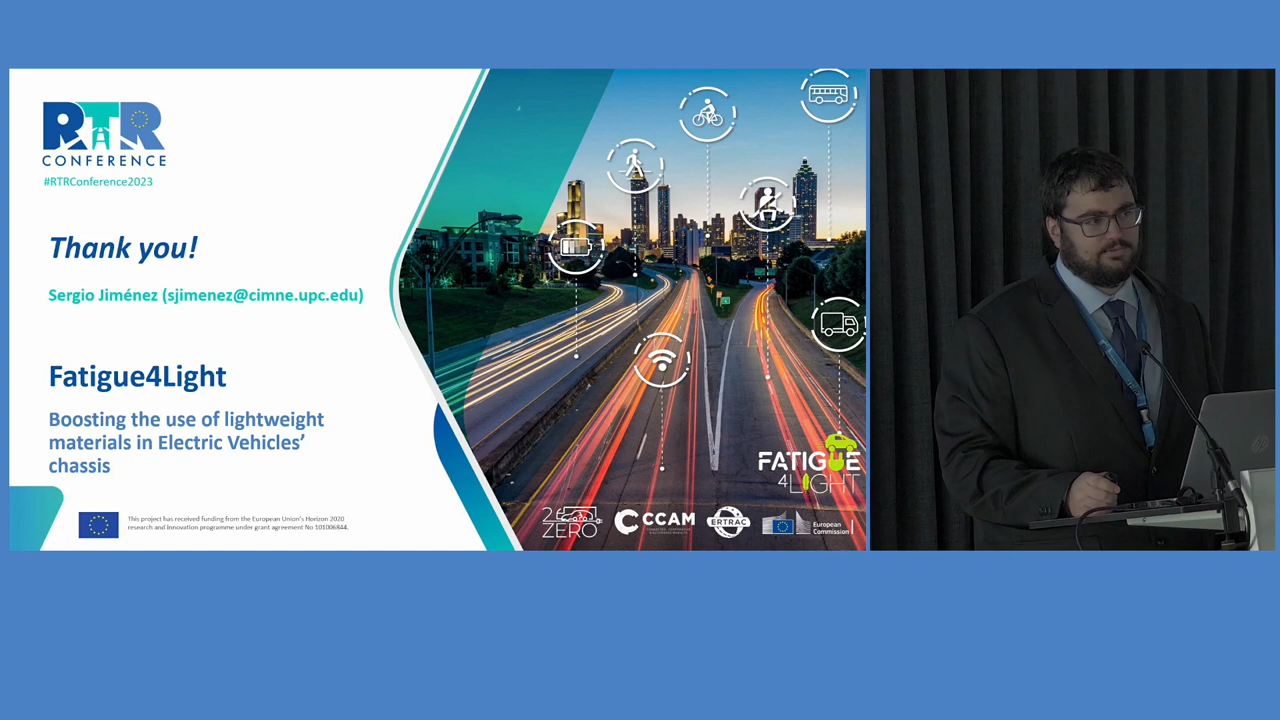 RTR
CONFERENCE
#RTRConference2023
Thank you!
Sergio Jiménez (sjimenez@cimne.upc.edu)
Fatigue4Light
Boosting the use of lightweight
materials in Electric Vehicles’
chassis
This project has received funding from the European Union's Horizon 2020
research and Innovation programme under grant agreement No 101006844.
FATIGUE
4LIGHT
2ZERO
CCAM
ERTRAC
European
Commission